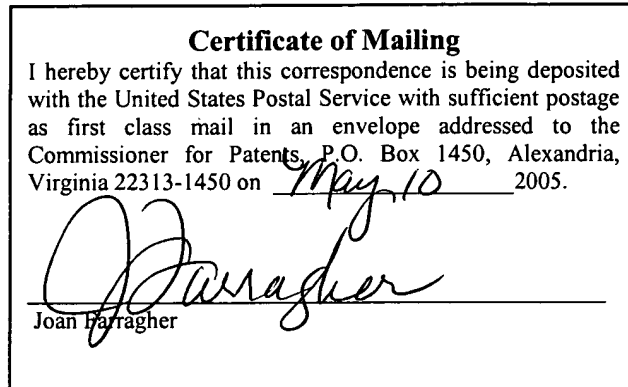 Certificate of Mailing
I hereby certify that this correspondence is being deposited
with the United States Postal Service with sufficient postage
as first class mail in an envelope addressed to the
Commissioner for Patents, P.O. Box 1450, Alexandria,
Virginia 22313-1450 on May 10 2005.
J Farragher
Joan Farragher